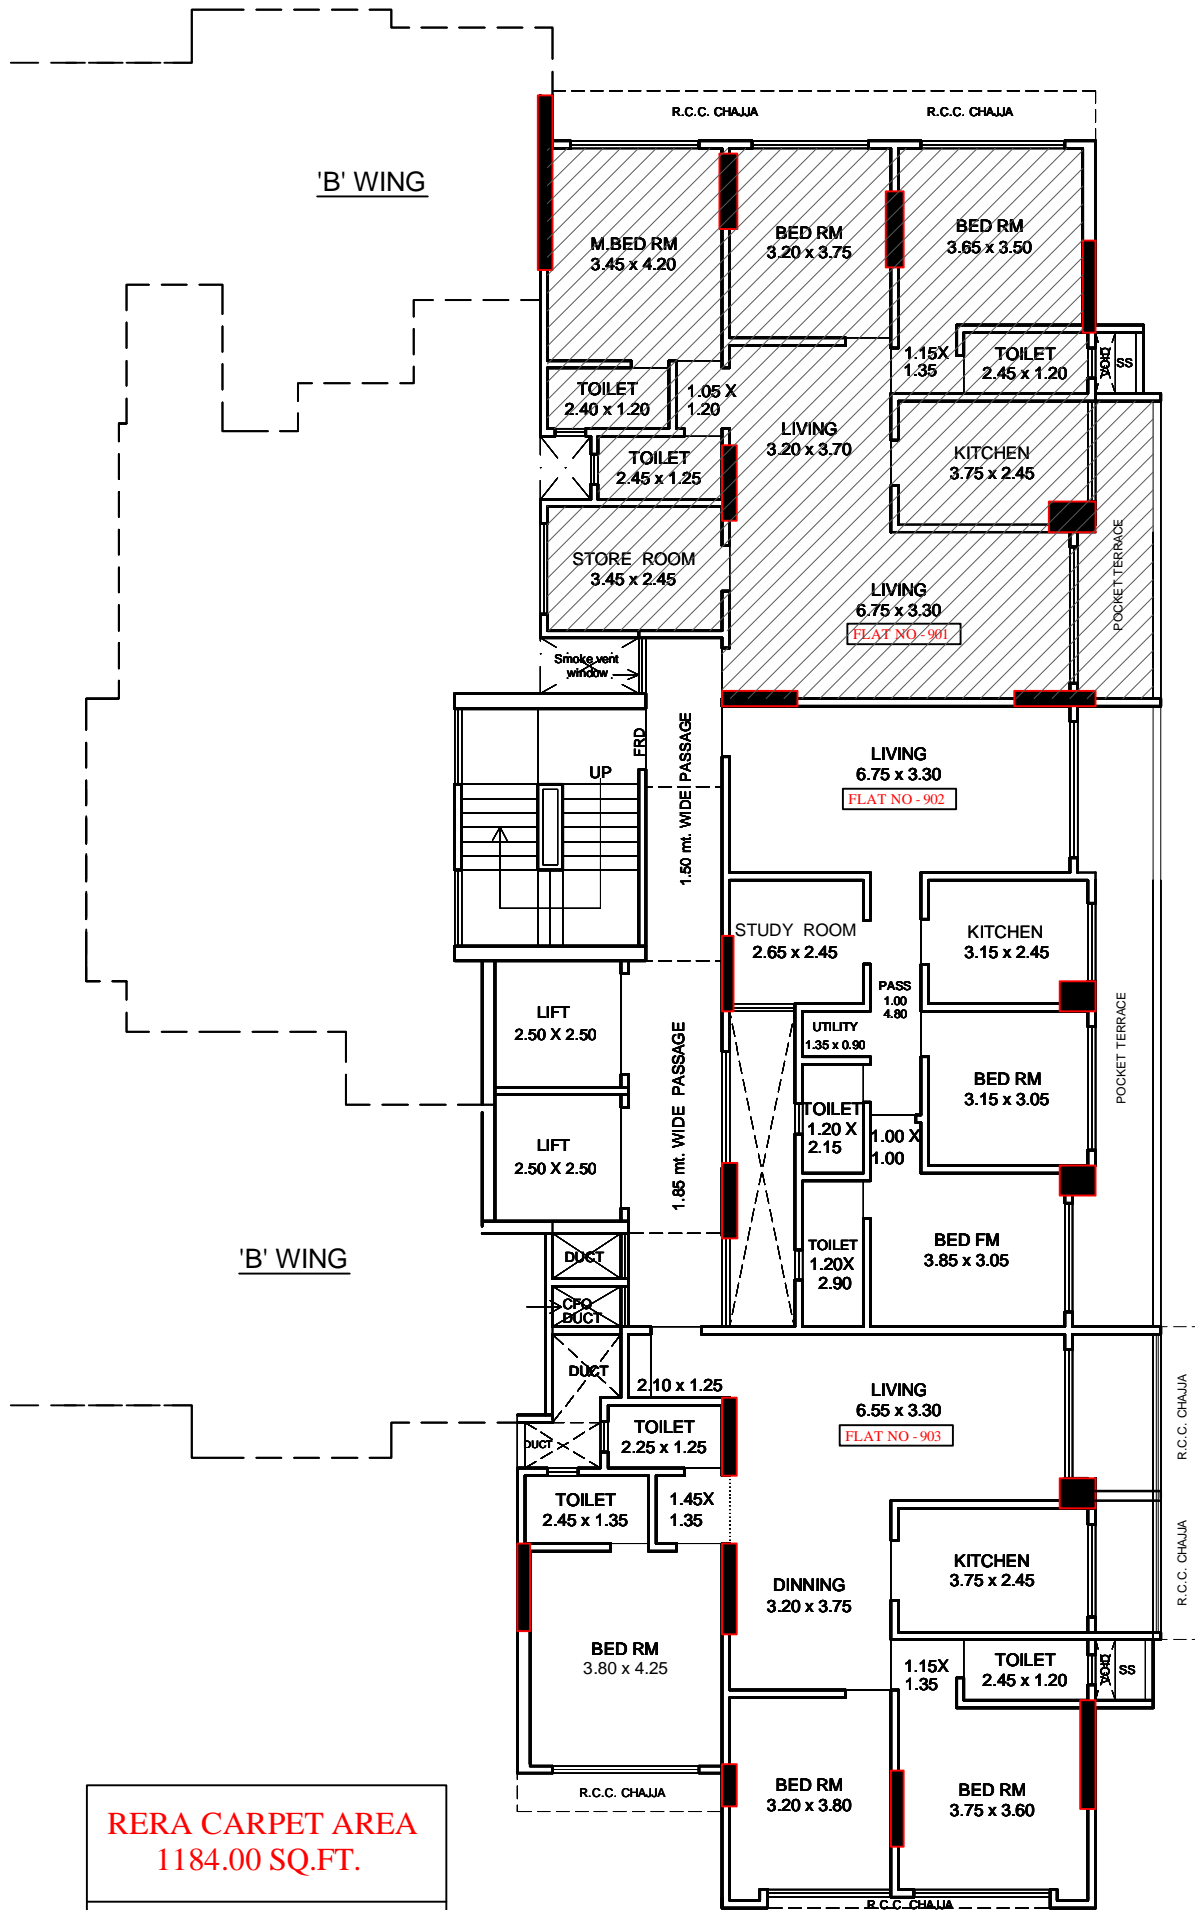 R.C.C. CHAJJA
R.C.C. CHAJJA
'B' WING
M.BED RM
3.45 x 4.20
BED RM
3.20 x 3.75
BED RM
3.65 x 3.50
1.15X
1.35
TOILET
2.45 x 1.20
SS
TOILET
2.40 x 1.20
1.05 X
1.20
LIVING
3.20 x 3.70
KITCHEN
3.75 x 2.45
TOILET
2.45 x 1.25
STORE ROOM
3.45 x 2.45
LIVING
6.75 x 3.30
FLAT NO - 901
POCKET TERRACE
Smoke vent
window
FRD
UP
1.50 mt. WIDE PASSAGE
LIVING
6.75 x 3.30
FLAT NO - 902
STUDY ROOM
2.65 x 2.45
KITCHEN
3.15 x 2.45
PASS
1.00
4.80
LIFT
2.50 X 2.50
1.85 mt. WIDE PASSAGE
UTILITY
1.35 x 0.90
BED RM
3.15 x 3.05
POCKET TERRACE
TOILET
1.20 X
2.15
1.00 X
1.00
LIFT
2.50 X 2.50
TOILET
1.20X
2.90
BED FM
3.85 x 3.05
'B' WING
DUCT
CFO
DUCT
DUCT
2.10 x 1.25
LIVING
6.55 x 3.30
FLAT NO - 903
R.C.C. CHAJJA
TOILET
2.25 x 1.25
DUCT
TOILET
2.45 x 1.35
1.45X
1.35
KITCHEN
3.75 x 2.45
R.C.C. CHAJJA
DINNING
3.20 x 3.75
BED RM
3.80 x 4.25
1.15X
1.35
TOILET
2.45 x 1.20
SS
R.C.C. CHAJJA
BED RM
3.20 x 3.80
BED RM
3.75 x 3.60
R.C.C. CHAJJA
RERA CARPET AREA
1184.00 SQ.FT.